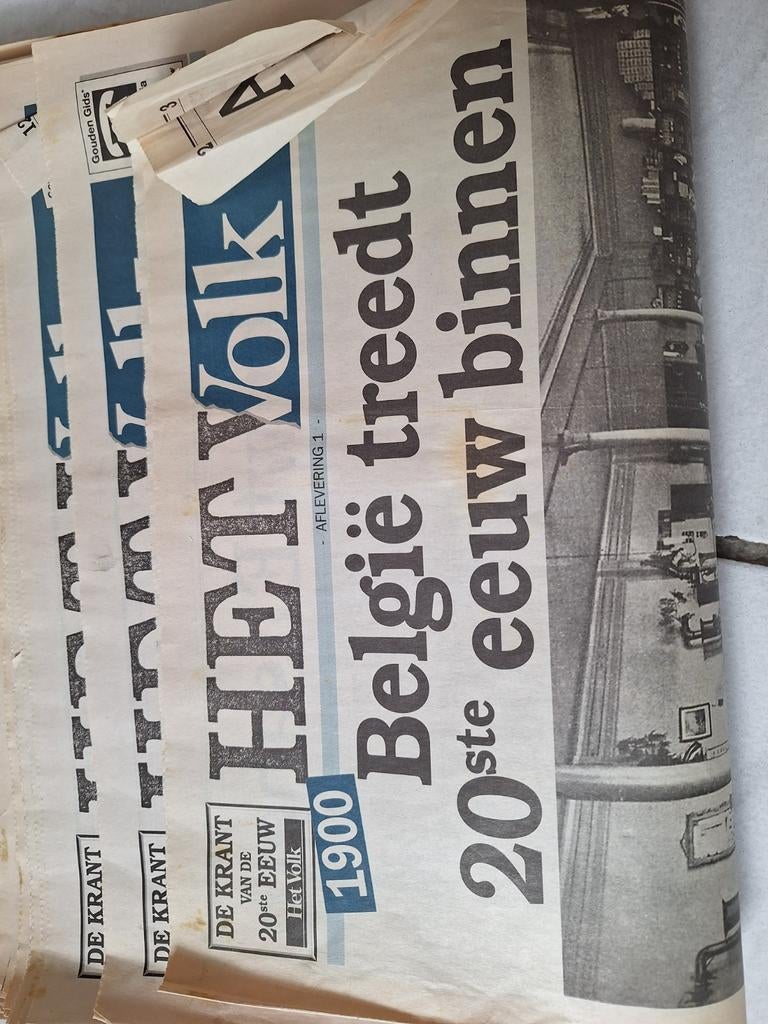 DE KRANT
DE KRANT
Gouden Gids
DE KRANT
VAN DE
20ste EEUW
Het Volk
HET Volk
- AFLEVERING 1 -
1900
België treedt
20ste eeuw binnen